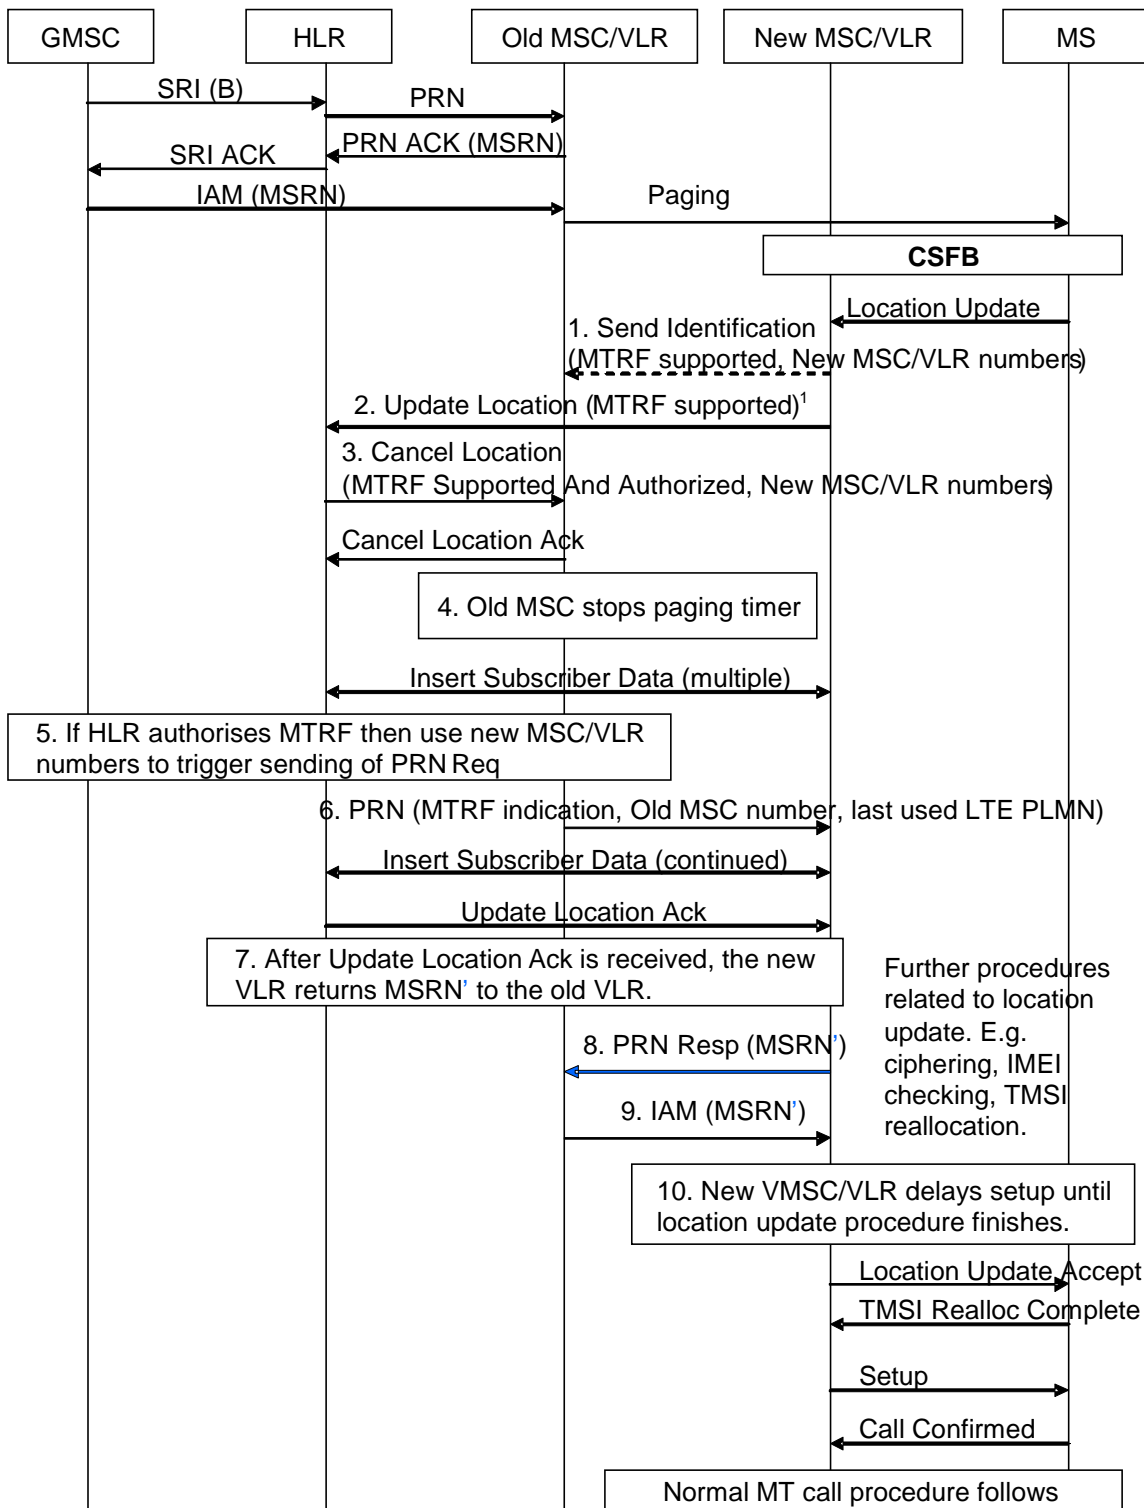 GMSC
HLR
Old MSC/VLR
New MSC/VLR
MS
SRI (B)
PRN
PRN ACK (MSRN)
SRI ACK
IAM (MSRN)
Paging
CSFB
Location Update
1. Send Identification
(MTRF supported, New MSC/VLR numbers)
2. Update Location (MTRF supported)¹
3. Cancel Location
(MTRF Supported And Authorized, New MSC/VLR numbers)
Cancel Location Ack
4. Old MSC stops paging timer
Insert Subscriber Data (multiple)
5. If HLR authorises MTRF then use new MSC/VLR
numbers to trigger sending of PRN Req
6. PRN (MTRF indication, Old MSC number, last used LTE PLMN)
Insert Subscriber Data (continued)
Update Location Ack
7. After Update Location Ack is received, the new
VLR returns MSRN’ to the old VLR.
Further procedures
related to location
update. E.g.
ciphering, IMEI
checking, TMSI
reallocation.
8. PRN Resp (MSRN’)
9. IAM (MSRN’)
10. New VMSC/VLR delays setup until
location update procedure finishes.
Location Update Accept
TMSI Realloc Complete
Setup
Call Confirmed
Normal MT call procedure follows